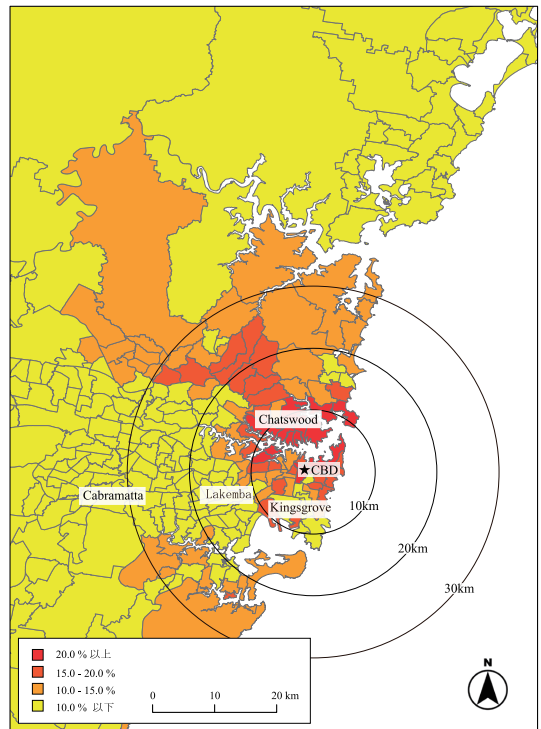 Chatswood
★CBD
Cabramatta
Lakemba
Kingsgrove
10km
20km
30km
20.0 % 以上
15.0 - 20.0 %
10.0 - 15.0 %
10.0 % 以下
0 10 20 km
N